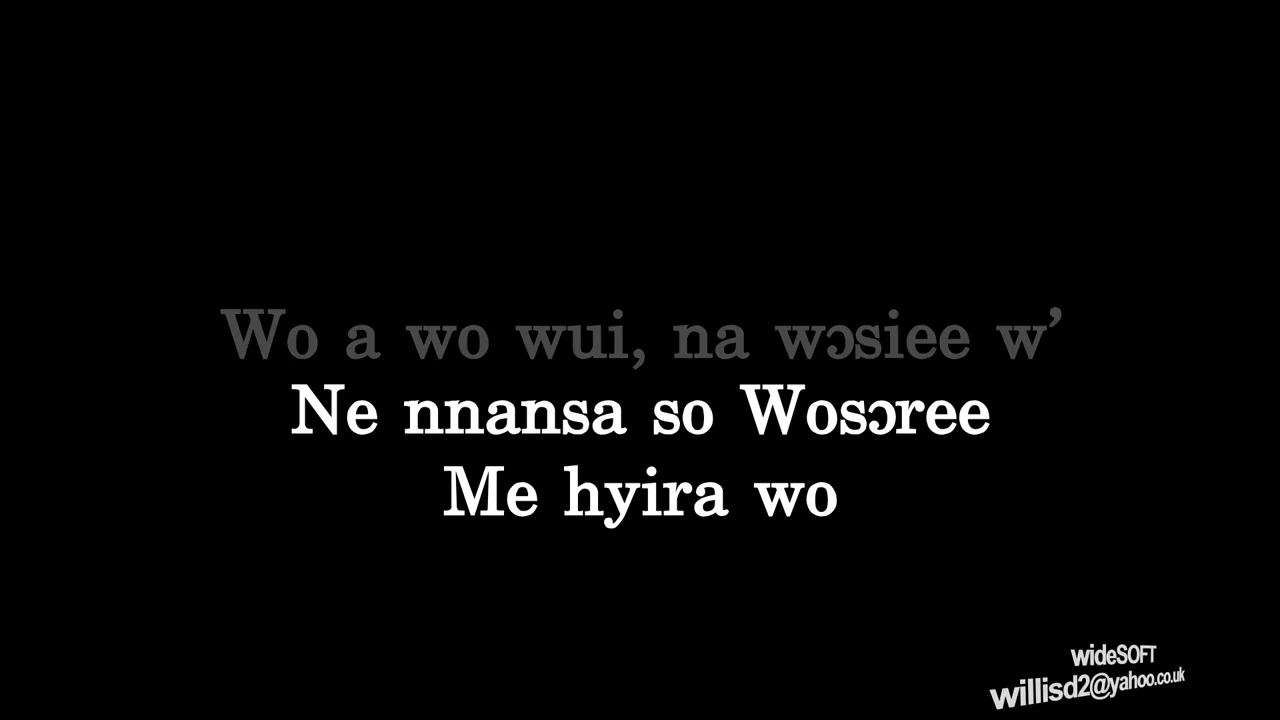 Wo a wo wui, na wɔsiee w’
Ne nnansa so Wosɔree
Me hyira wo
wideSOFT
willisd2@yahoo.co.uk